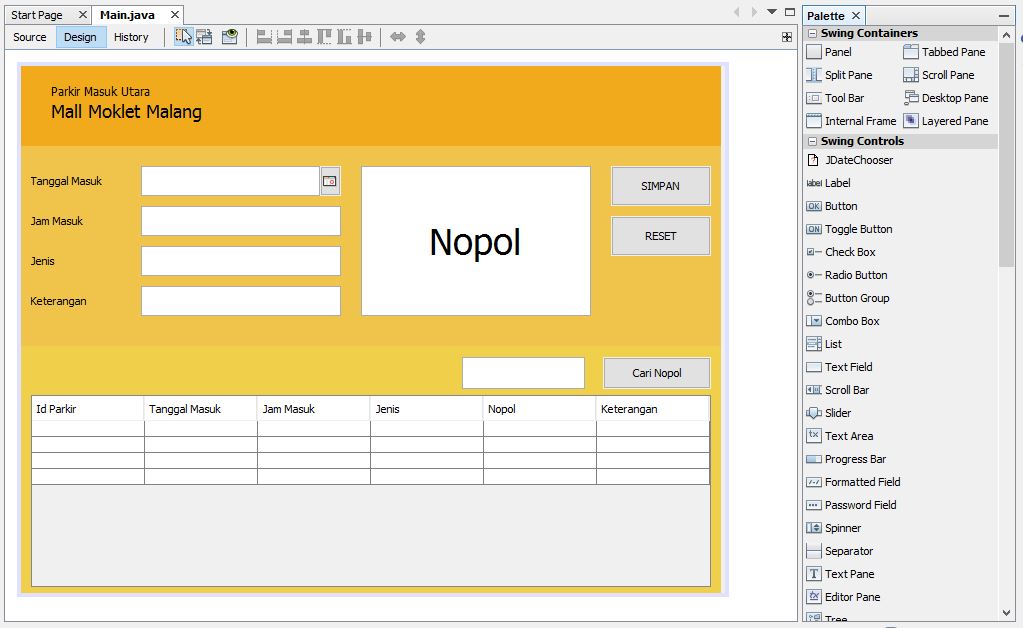 Start Page Main.java
Source Design History
Parkir Masuk Utara
Mall Moklet Malang
Tanggal Masuk
Jam Masuk
Jenis
Keterangan
Nopol
SIMPAN
RESET
Cari Nopol
Id Parkir Tanggal Masuk Jam Masuk Jenis Nopol Keterangan
Palette
Swing Containers
Panel Tabbed Pane
Split Pane Scroll Pane
Tool Bar Desktop Pane
Internal Frame Layered Pane
Swing Controls
JDateChooser
label Label
OK Button
ON Toggle Button
Check Box
Radio Button
Button Group
Combo Box
List
Text Field
Scroll Bar
Slider
tx Text Area
Progress Bar
Formatted Field
Password Field
Spinner
Separator
T Text Pane
Editor Pane
Tree